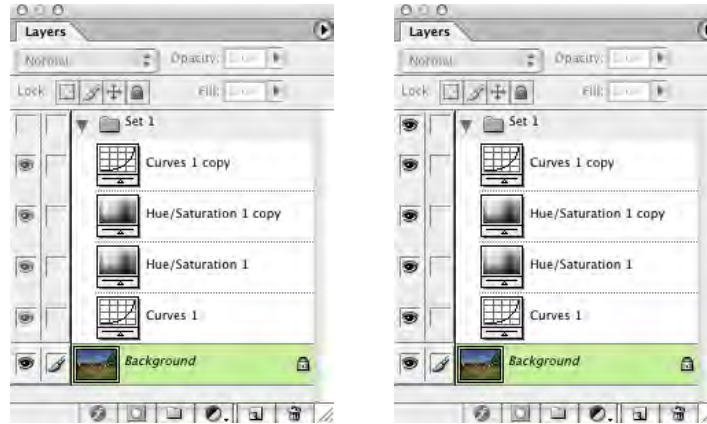 Layers
Normal Opacity:
Lock: Fill:
Set 1
Curves 1 copy
Hue/Saturation 1 copy
Hue/Saturation 1
Curves 1
Background
Layers
Normal Opacity:
Lock: Fill:
Set 1
Curves 1 copy
Hue/Saturation 1 copy
Hue/Saturation 1
Curves 1
Background